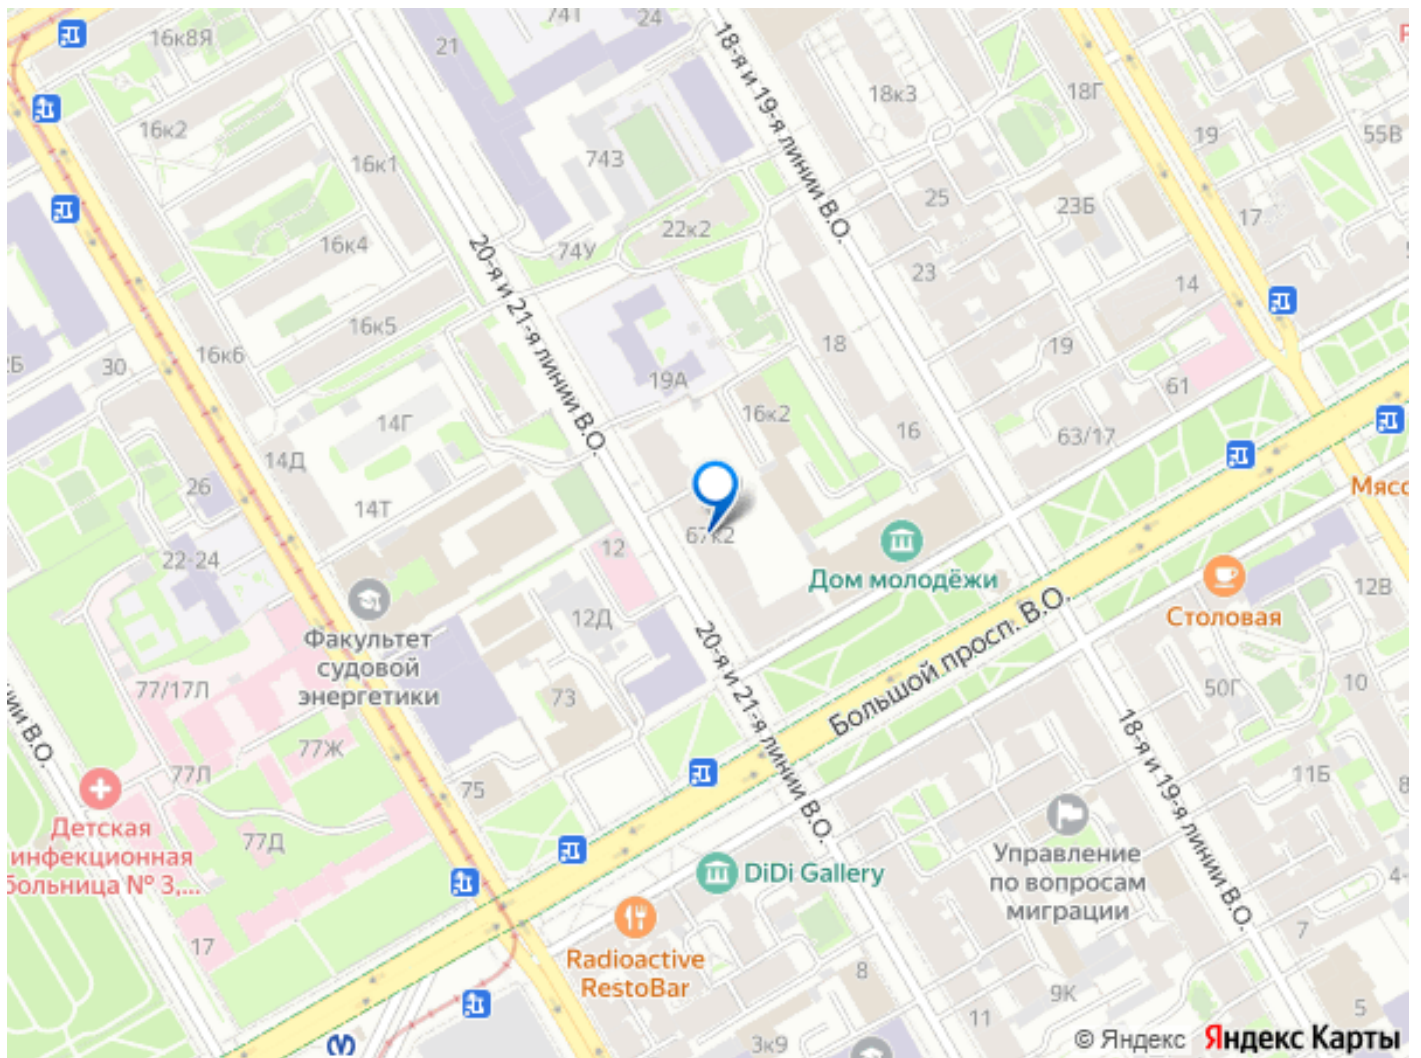 74Т
24
16к8Я
21
18-я и 19-я линии В.О.
18к3
18Г
19
55В
16к2
16к1
743
25
23Б
17
22к2
16к4
74У
20-я и 21-я линии В.О.
23
14
16к5
18
19
16к6
30
19А
61
14Г
16к2
16
63/17
14Д
26
14Т
67к2
12
22-24
Дом молодёжи
Столовая
12В
Факультет
судовой
энергетики
12Д
20-я и 21-я линии В.О.
Большой просп. В.О.
50Г
10
77/17Л
73
18-я и 19-я линии В.О.
77Ж
77Л
75
11Б
Детская
инфекционная
больница № 3,...
77Д
Управление
по вопросам
миграции
DiDi Gallery
17
Radioactive
RestoBar
7
8
9К
11
5
3к9
© Яндекс Яндекс Карты